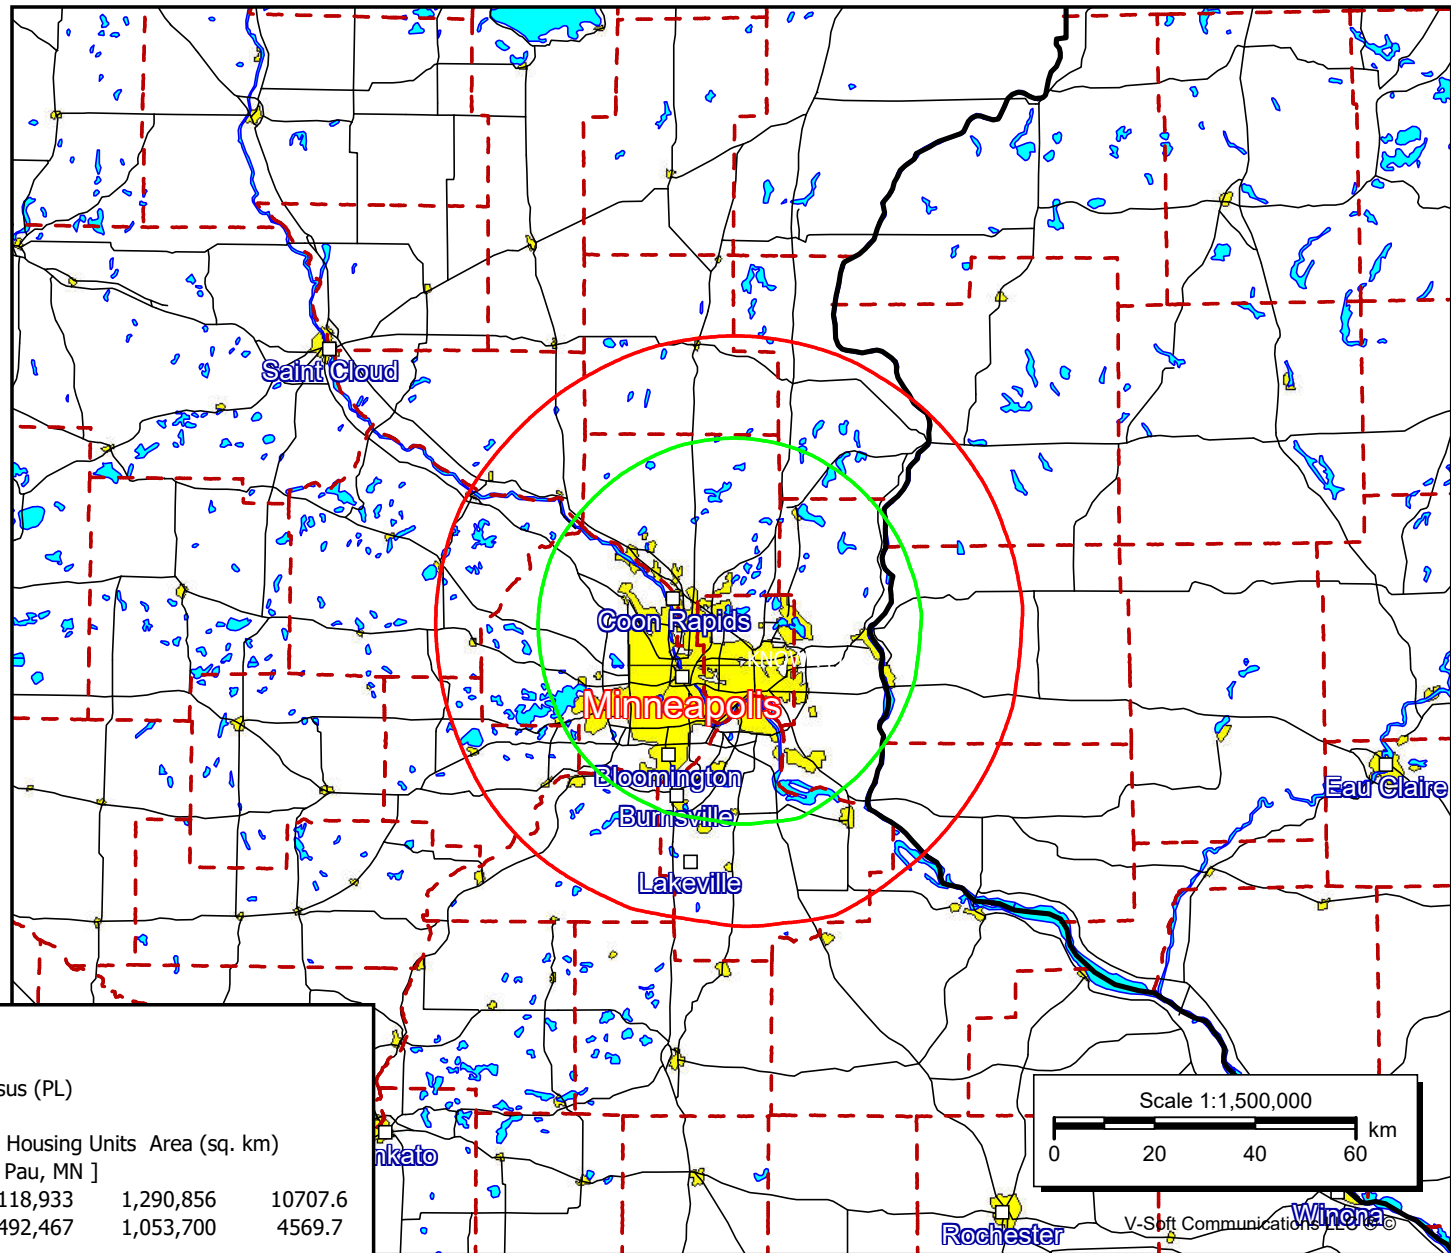 Saint Cloud
Coon Rapids
Minneapolis
Bloomington
Burnsville
Lakeville
Eau Claire
sus (PL)
Housing Units Area (sq. km)
Pau, MN ]
118,933 1,290,856 10707.6
492,467 1,053,700 4569.7
nkato
Scale 1:1,500,000
km
0 20 40 60
Winona
V-Soft Communications LLC ® ©
Rochester